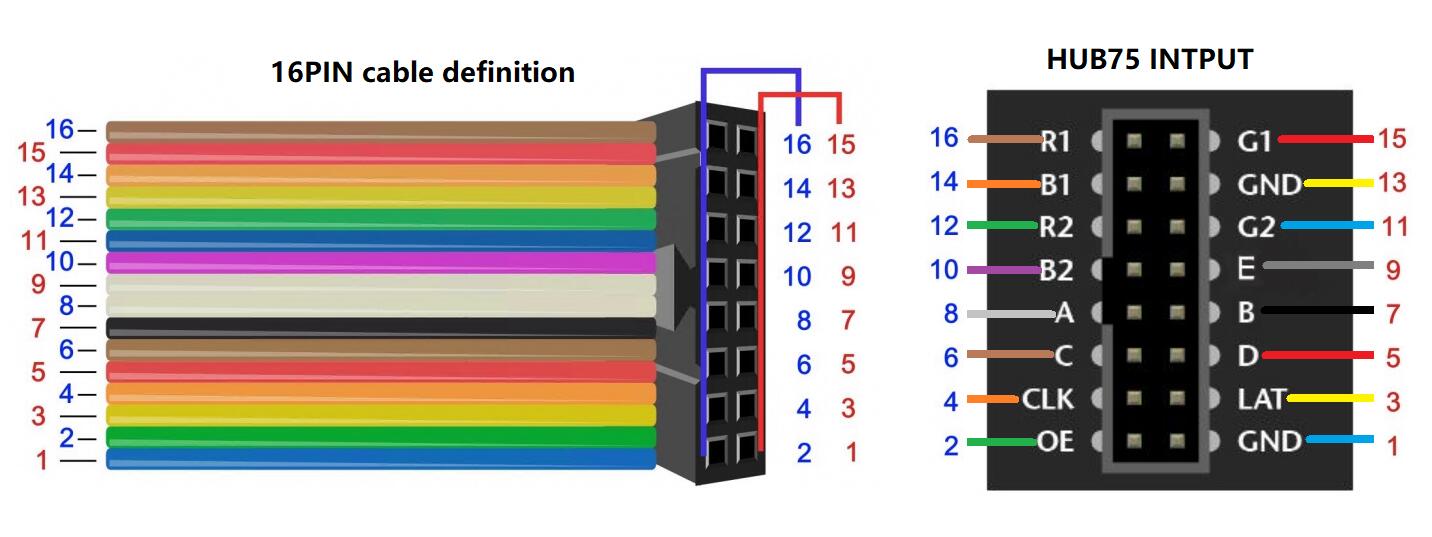 16PIN cable definition
16
15
14
13
12
11
10
9
8
7
6
5
4
3
2
1
16 15
14 13
12 11
10 9
8 7
6 5
4 3
2 1
HUB75 INTPUT
16 R1 G1 15
14 B1 GND 13
12 R2 G2 11
10 B2 E 9
8 A B 7
6 C D 5
4 CLK LAT 3
2 OE GND 1